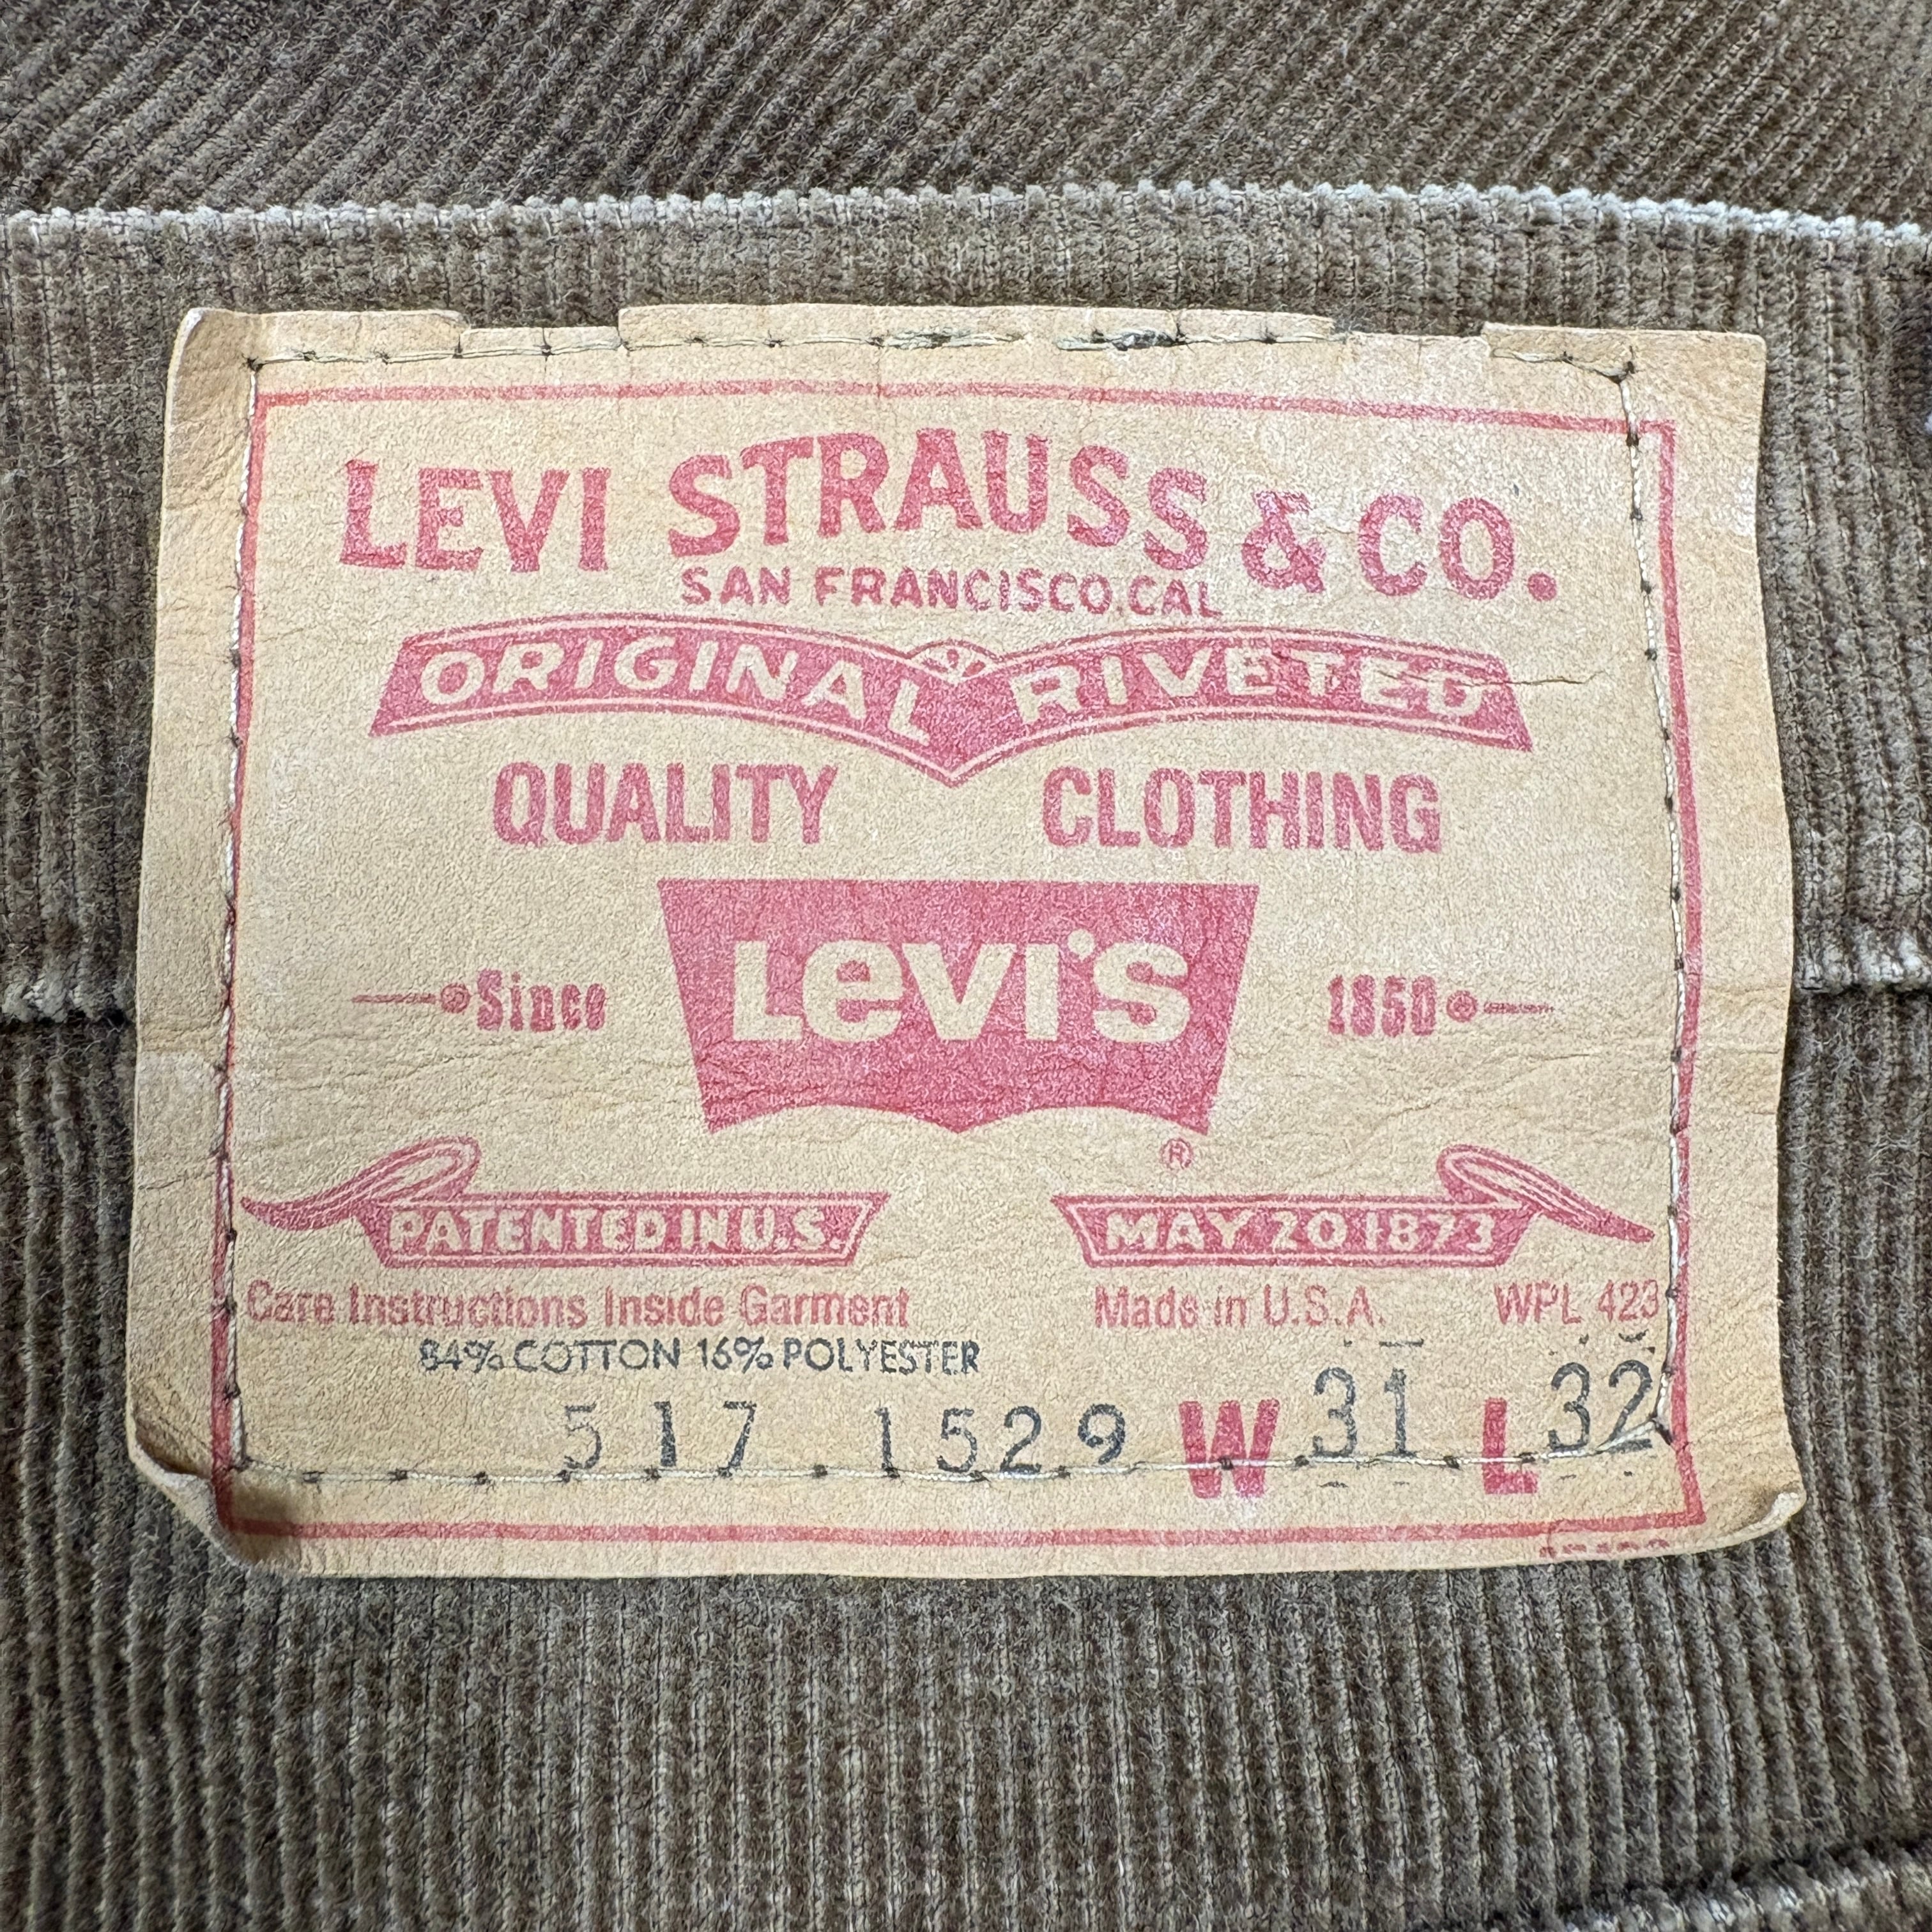 LEVI STRAUSS & CO.
SAN FRANCISCO, CAL
ORIGINAL RIVETED
QUALITY CLOTHING
Since LEVI'S 1850
®
PATENTED IN U.S. MAY 20 1873
Care Instructions Inside Garment Made in U.S.A. WPL 423
84% COTTON 16% POLYESTER
517 1529 W 31 L 32